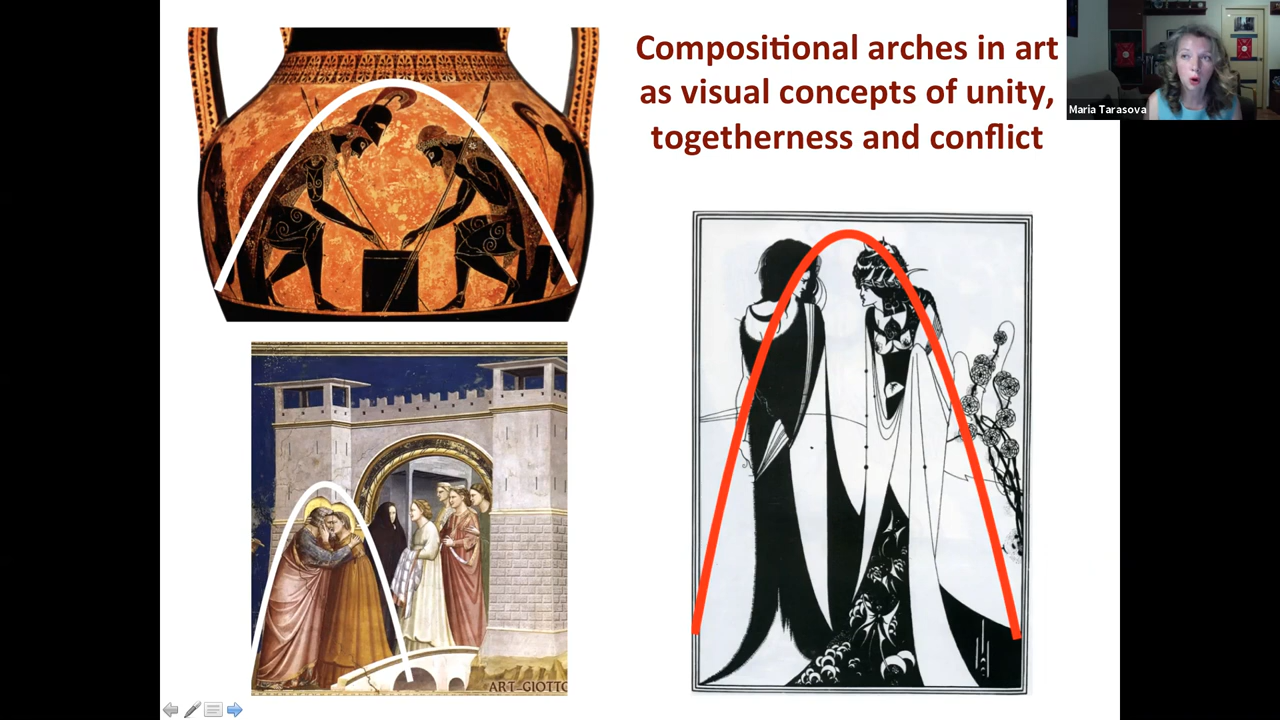 Compositional arches in art
as visual concepts of unity,
togetherness and conflict
Maria Tarasova
ART-GIOTTO